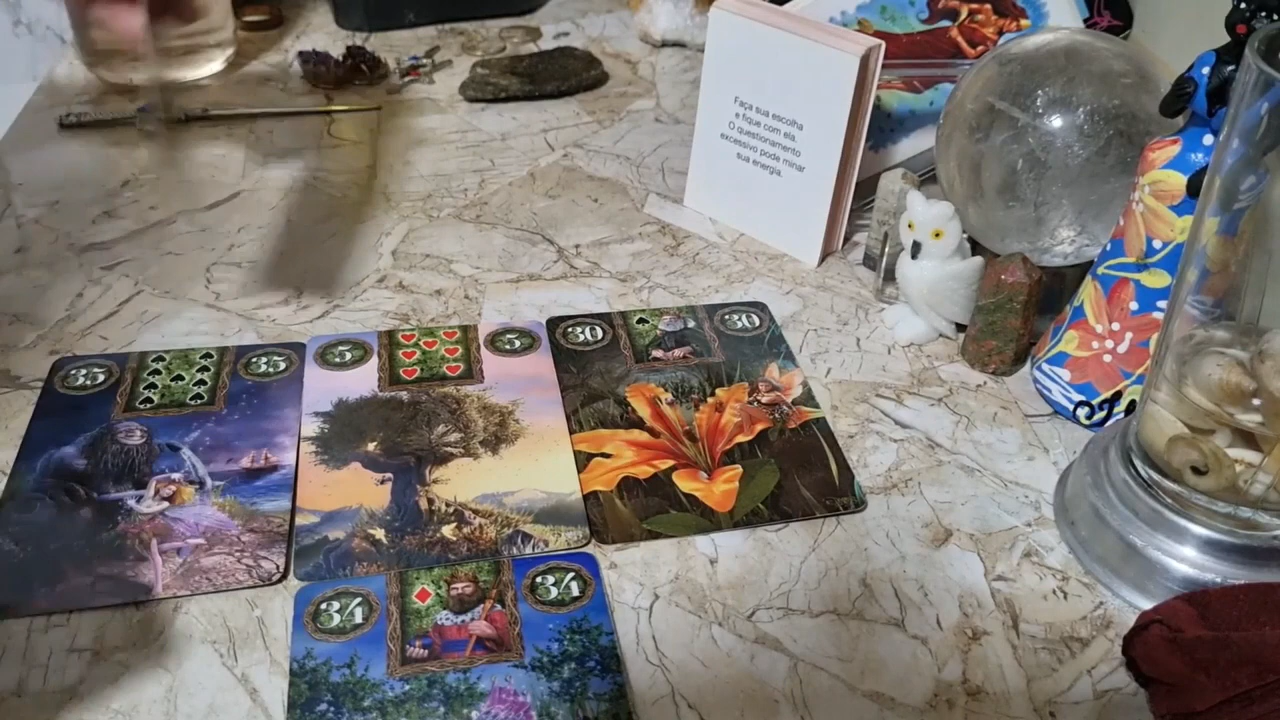 Faça sua escolha
e fique com ela.
O questionamento
excessivo pode minar
sua energia.
35 35
5 5
30 30
34 34